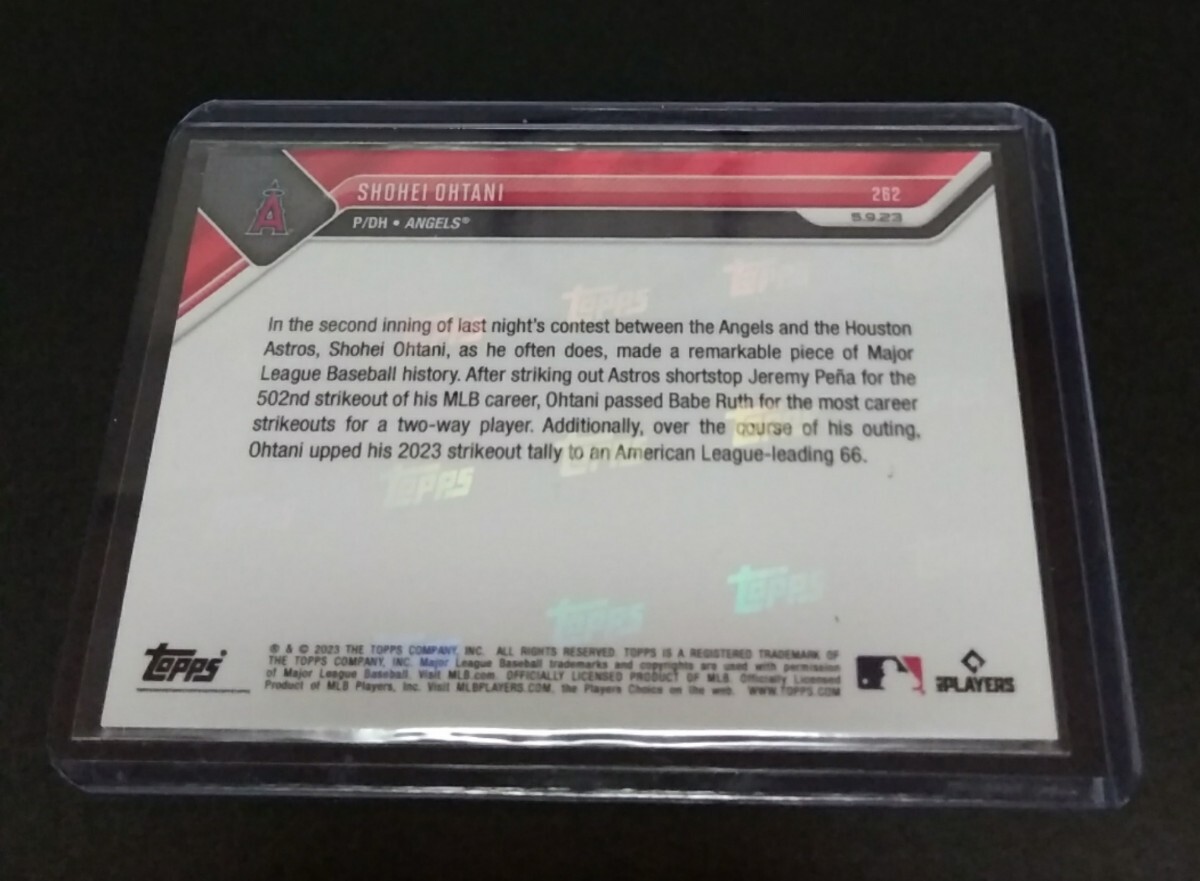 SHOHEI OHTANI 262
P/DH • ANGELS® 5.9.23
In the second inning of last night's contest between the Angels and the Houston
Astros, Shohei Ohtani, as he often does, made a remarkable piece of Major
League Baseball history. After striking out Astros shortstop Jeremy Peña for the
502nd strikeout of his MLB career, Ohtani passed Babe Ruth for the most career
strikeouts for a two-way player. Additionally, over the course of his outing,
Ohtani upped his 2023 strikeout tally to an American League-leading 66.
topps
® & © 2023 THE TOPPS COMPANY, INC. ALL RIGHTS RESERVED. TOPPS IS A REGISTERED TRADEMARK OF
THE TOPPS COMPANY, INC. Major League Baseball trademarks and copyrights are used with permission
of Major League Baseball. Visit MLB.com. OFFICIALLY LICENSED PRODUCT OF MLB. Officially Licensed
Product of MLB Players, Inc. Visit MLBPLAYERS.COM, the Players Choice on the web. WWW.TOPPS.COM
PLAYERS